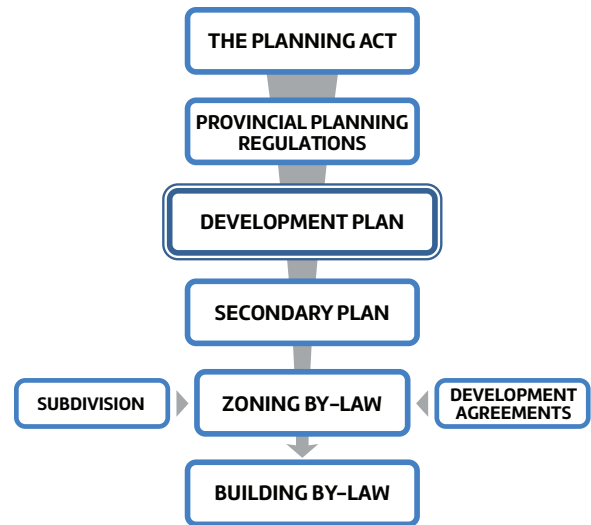 THE PLANNING ACT
PROVINCIAL PLANNING
REGULATIONS
DEVELOPMENT PLAN
SECONDARY PLAN
SUBDIVISION
ZONING BY-LAW
DEVELOPMENT
AGREEMENTS
BUILDING BY-LAW